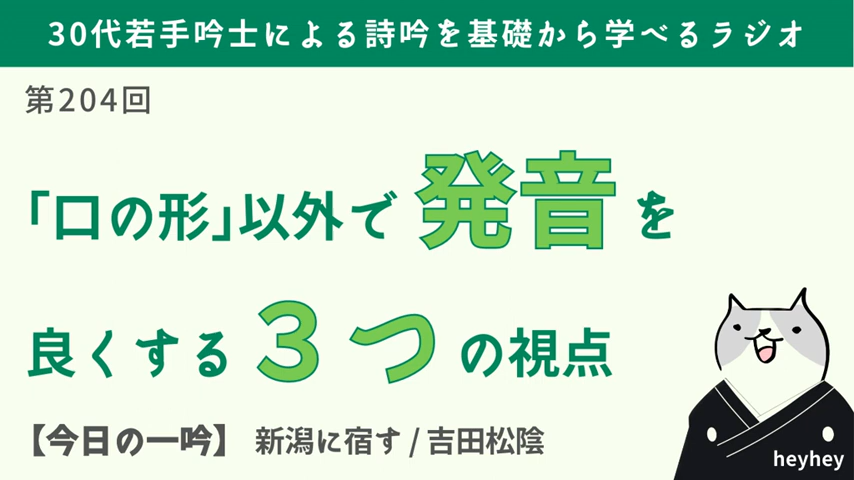 30代若手吟士による詩吟を基礎から学べるラジオ
第204回
「口の形」以外で発音を
良くする3つの視点
【今日の一吟】 新潟に宿す / 吉田松陰
heyhey